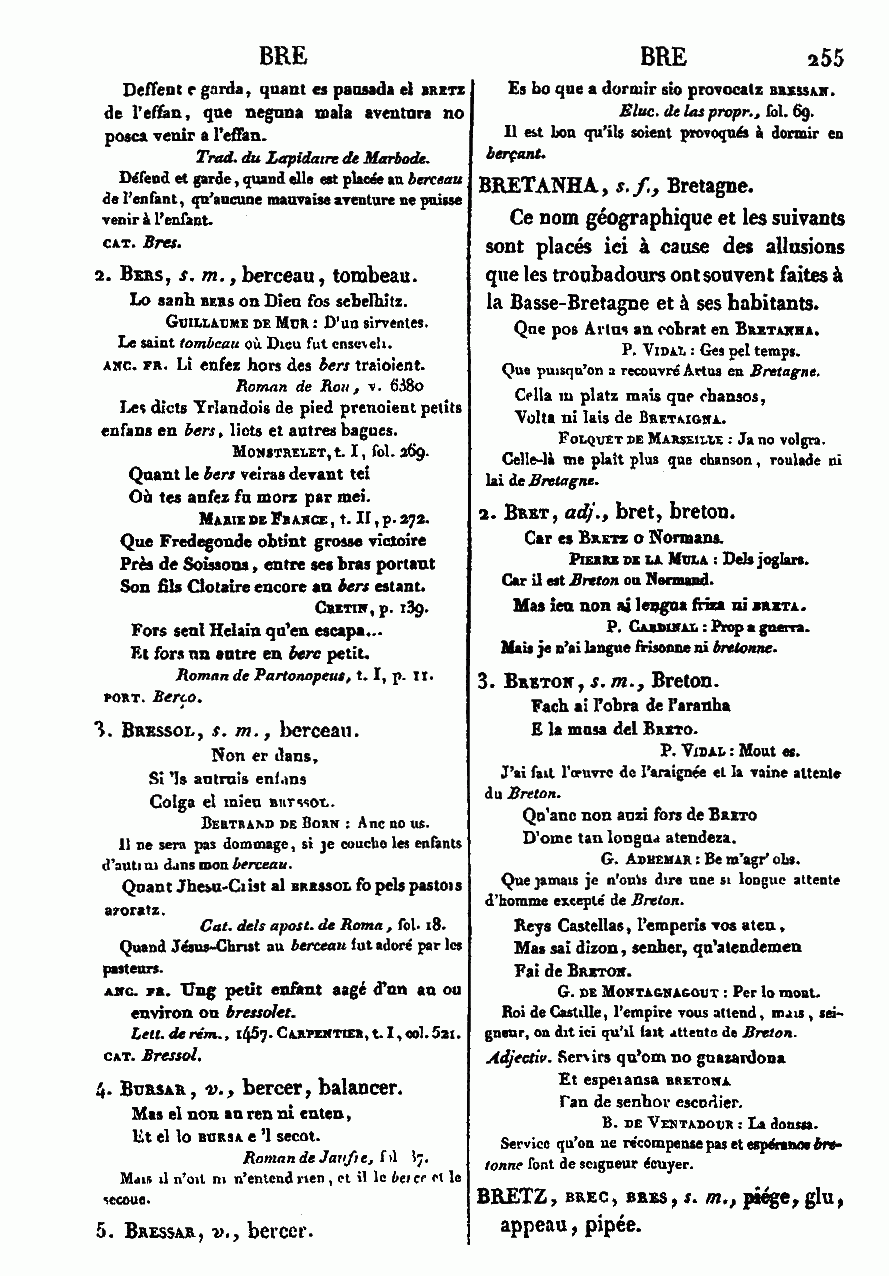 BRE
BRE 255
Deffent e garda, quant es pausada el BRETZ
de l'effan, que neguna mala aventura no
posca venir a l'effan.
Trad. du Lapidaire de Marbode.
Défend et garde, quand elle est placée au berceau
de l'enfant, qu'aucune mauvaise aventure ne puisse
venir à l'enfant.
CAT. Bres.
2. BERS, s. m., berceau, tombeau.
Lo sanh BERS on Dieu fos sebelhitz.
GUILLAUME DE MUR : D'un sirventes.
Le saint tombeau où Dieu fut enseveli.
ANC. FR. Li enfez hors des bers traioient.
Roman de Rou, v. 6380
Les dicts Yrlandois de pied prenoient petits
enfans en bers, licts et autres bagues.
MONSTRELET, t. I, fol. 269.
Quant le bers veiras devant tei
Où tes anfez fu morz par mei.
MARIE DE FRANCE, t. II, p. 272.
Que Fredegonde obtint grosse victoire
Près de Soissons, entre ses bras portant
Son fils Clotaire encore au bers estant.
CRETIN, p. 139.
Fors seul Helain qu'en escapa...
Et fors un autre en berc petit.
Roman de Partonopeus, t. I, p. 11.
PORT. Berço.
3. BRESSOL, s. m., berceau.
Non er dans,
Si 'ls autruis enfans
Colga el mieu BRESSOL.
BERTRAND DE BORN : Anc no us.
Il ne sera pas dommage, si je couche les enfants
d'autrui dans mon berceau.
Quant Jhesu-Crist al BRESSOL fo pels pastors
azoratz.
Cat. dels apost. de Roma, fol. 18.
Quand Jésus-Christ au berceau fut adoré par les
pasteurs.
ANC. FR. Ung petit enfant aagé d'un an ou
environ ou bressolet.
Lett. de rém., 1457. CARPENTIER, t. I, col. 521.
CAT. Bressol.
4. BURSAR, v., bercer, balancer.
Mas el non au ren ni enten,
Et el lo BURSA e 'l secot.
Roman de Jaufre, fol 87.
Mais il n'oit ni n'entend rien, et il le berce et le
secoue.
5. BRESSAR, v., bercer.
Es bo que a dormir sio provocatz BRESSAN.
Eluc. de las propr., fol. 69.
Il est bon qu'ils soient provoqués à dormir en
berçant.
BRETANHA, s. f., Bretagne.
Ce nom géographique et les suivants
sont placés ici à cause des allusions
que les troubadours ont souvent faites à
la Basse-Bretagne et à ses habitants.
Que pos Artus an cobrat en BRETANHA.
P. VIDAL : Ges pel temps.
Que puisqu'on a recouvré Artus en Bretagne.
Cella m platz mais que chansos,
Volta ni lais de BRETAIGNA.
FOLQUET DE MARSEILLE : Ja no volgra.
Celle-là me plaît plus que chanson, roulade ni
lai de Bretagne.
2. BRET, adj., bret, breton.
Car es BRETZ o Normans.
PIERRE DE LA MULA : Dels joglars.
Car il est Breton ou Normand.
Mas ieu non ai lengua friza ni BRETA.
P. CARDINAL : Prop a guerra.
Mais je n'ai langue frisonne ni bretonne.
3. BRETON, s. m., Breton.
Fach ai l'obra de l'aranha
E la musa del BRETO.
P. VIDAL : Mout es.
J'ai fait l'œuvre de l'araignée et la vaine attente
du Breton.
Qu'anc non auzi fors de BRETO
D'ome tan longua atendeza.
G. ADHEMAR : Be m'agr' obs.
Que jamais je n'ouïs dire une si longue attente
d'homme excepté de Breton.
Reys Castellas, l'emperis vos aten,
Mas sai dizon, senher, qu'atendemen
Fai de BRETON.
G. DE MONTAGNAGOUT : Per lo mont.
Roi de Castille, l'empire vous attend, mais, sei-
gneur, on dit ici qu'il fait attente de Breton.
Adjectiv. Servirs qu'om no guazardona
Et esperansa BRETONA
Fan de senhor escudier.
B. DE VENTADOUR : La doussa.
Service qu'on ne récompense pas et espérance bre-
tonne font de seigneur écuyer.
BRETZ, BREC, BRES, s. m., piége, glu,
appeau, pipée.